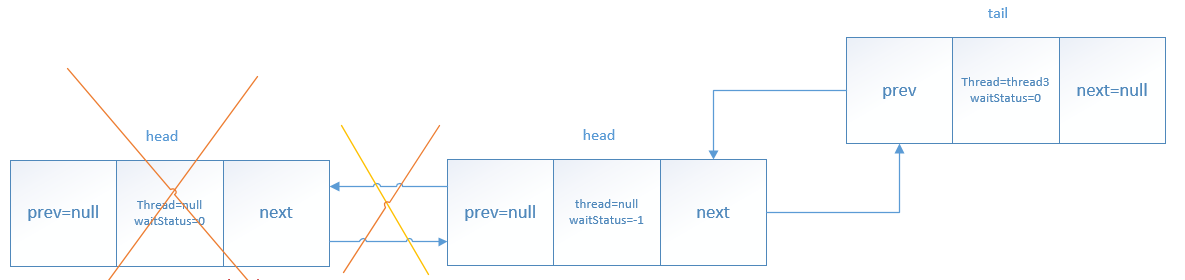 tail
prev
Thread=thread3
waitStatus=0
next=null
head
prev=null
Thread=null
waitStatus=0
next
head
prev=null
thread=null
waitStatus=-1
next